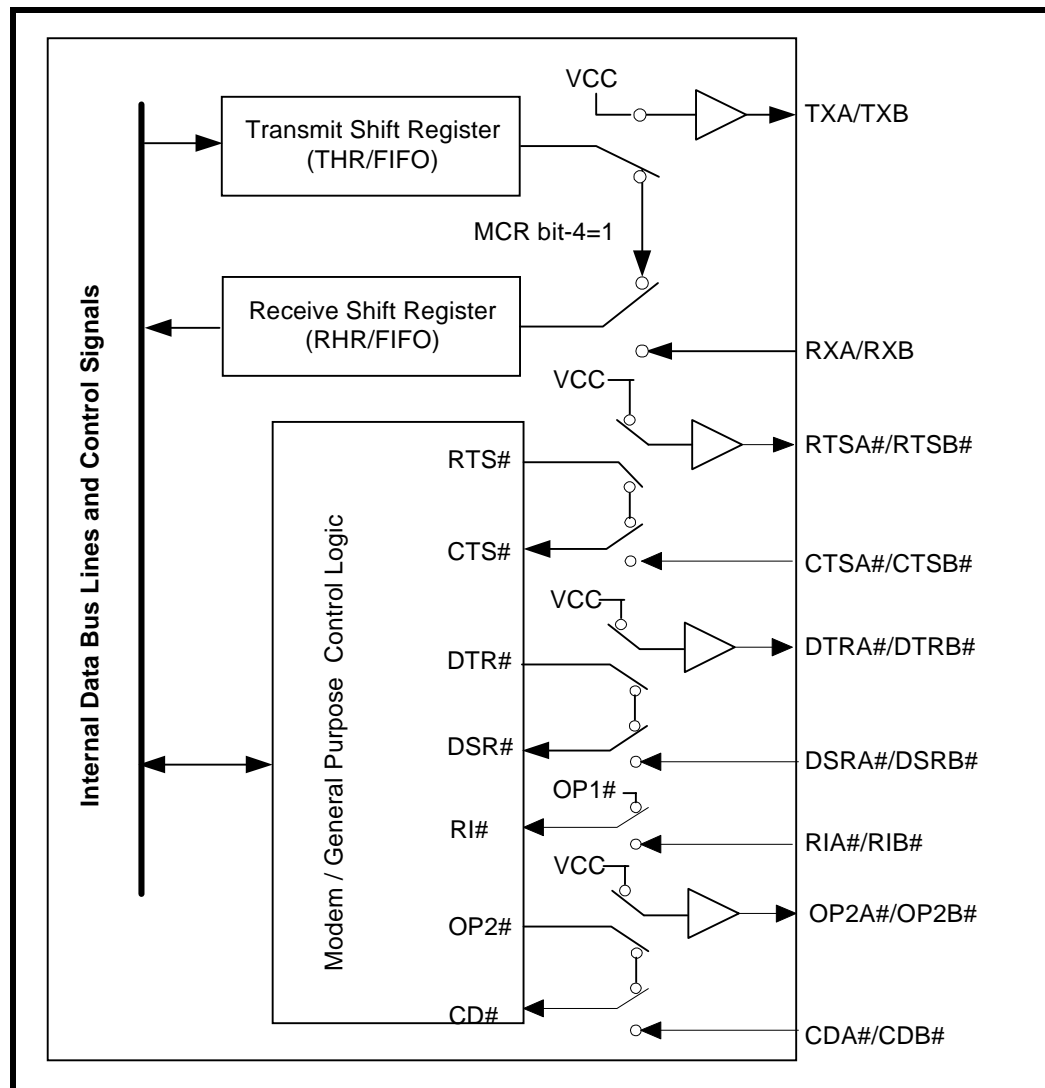 VCC
TXA/TXB
Transmit Shift Register
(THR/FIFO)
MCR bit-4=1
Receive Shift Register
(RHR/FIFO)
RXA/RXB
VCC
RTSA#/RTSB#
RTS#
CTS#
CTSA#/CTSB#
VCC
DTRA#/DTRB#
DTR#
DSR#
DSRA#/DSRB#
OP1#
RI#
RIA#/RIB#
VCC
OP2A#/OP2B#
OP2#
CD#
CDA#/CDB#
Internal Data Bus Lines and Control Signals
Modem / General Purpose Control Logic